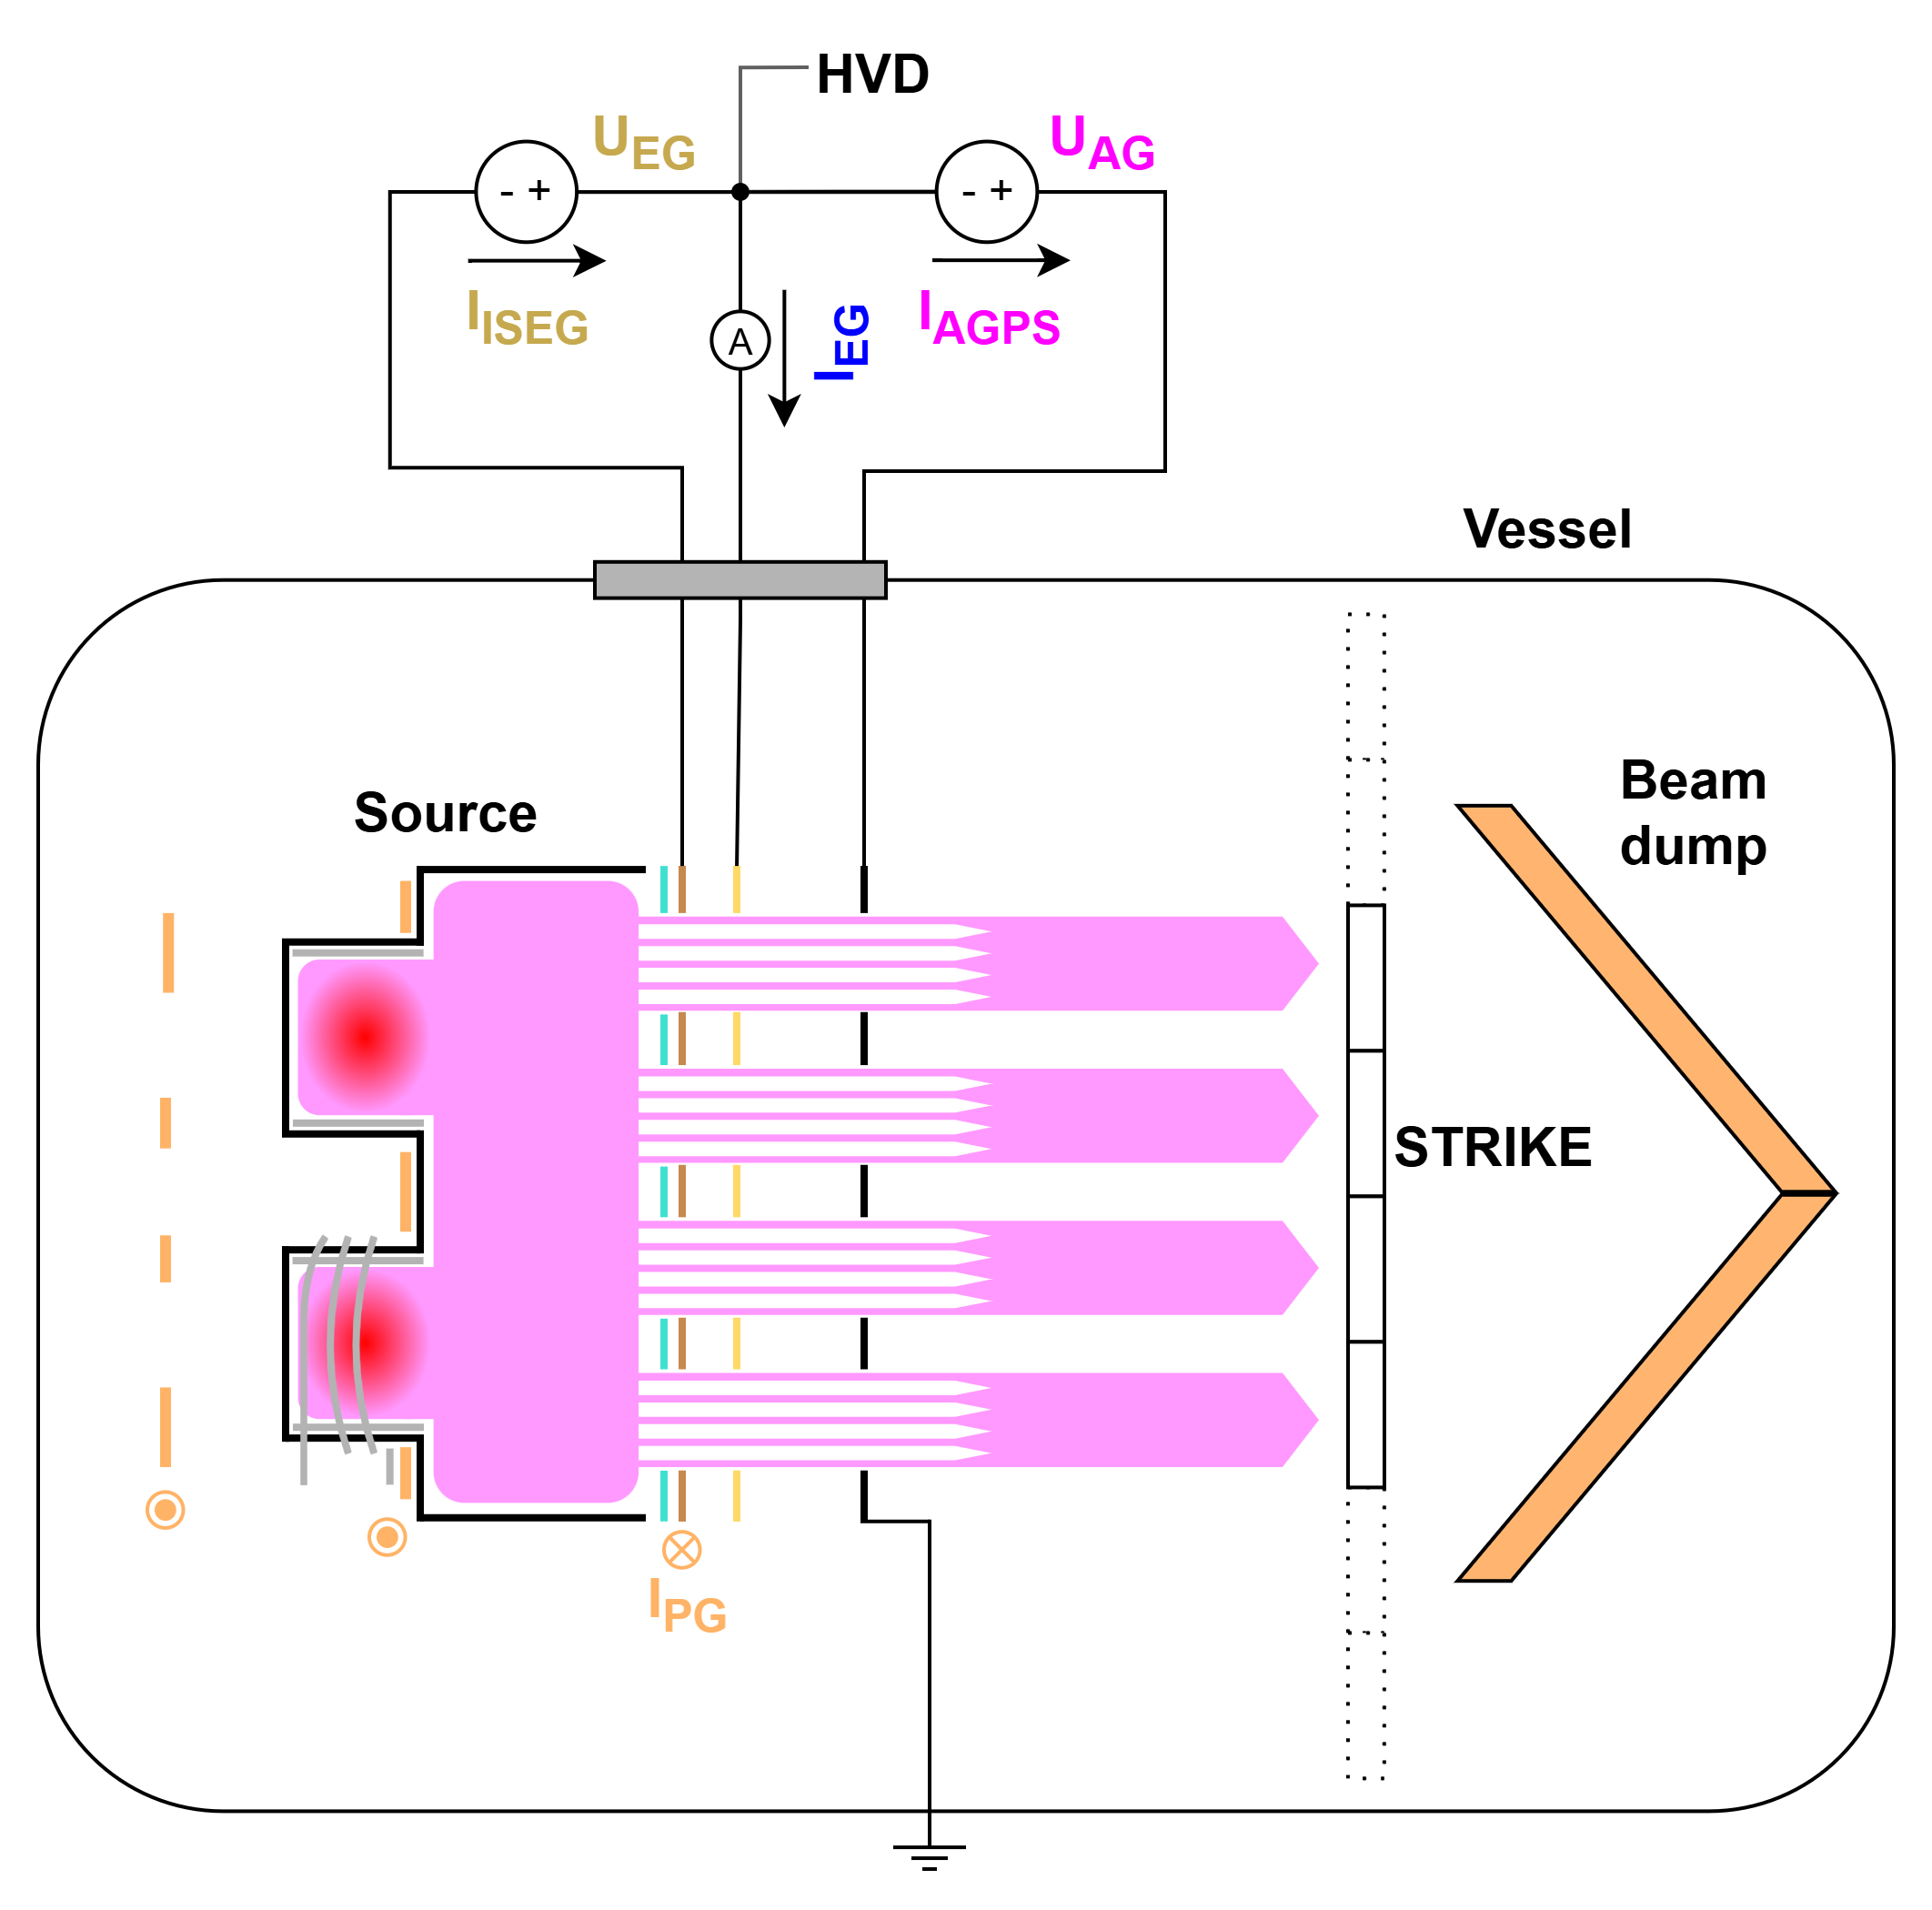 HVD
U_EG
U_AG
- +
- +
I_ISEG
A
I_EG
I_AGPS
Vessel
Source
Beam
dump
STRIKE
I_PG